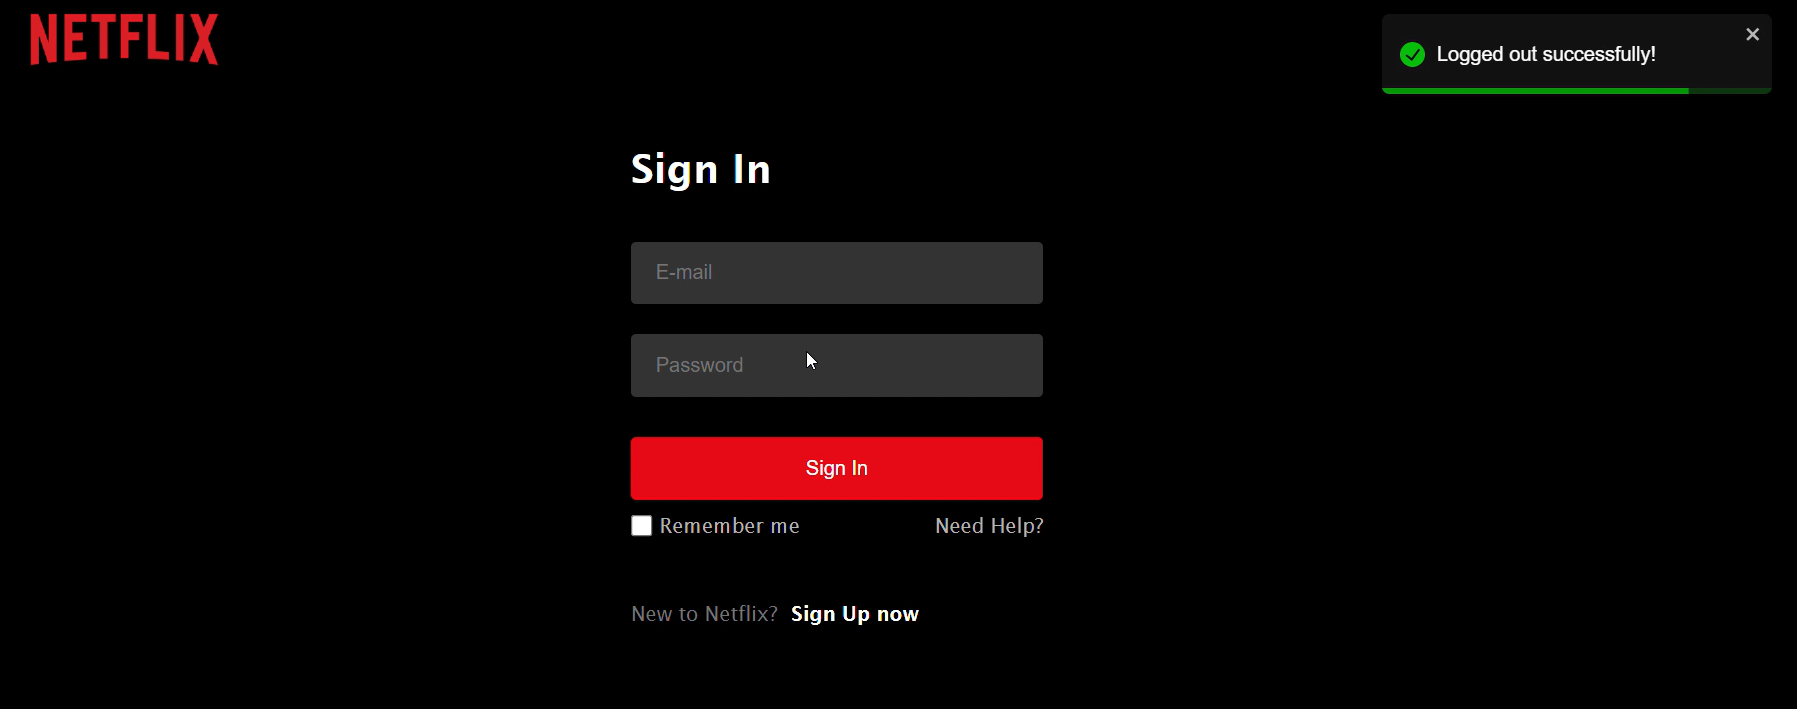 NETFLIX
Logged out successfully!
Sign In
E-mail
Password
Sign In
Remember me
Need Help?
New to Netflix? Sign Up now